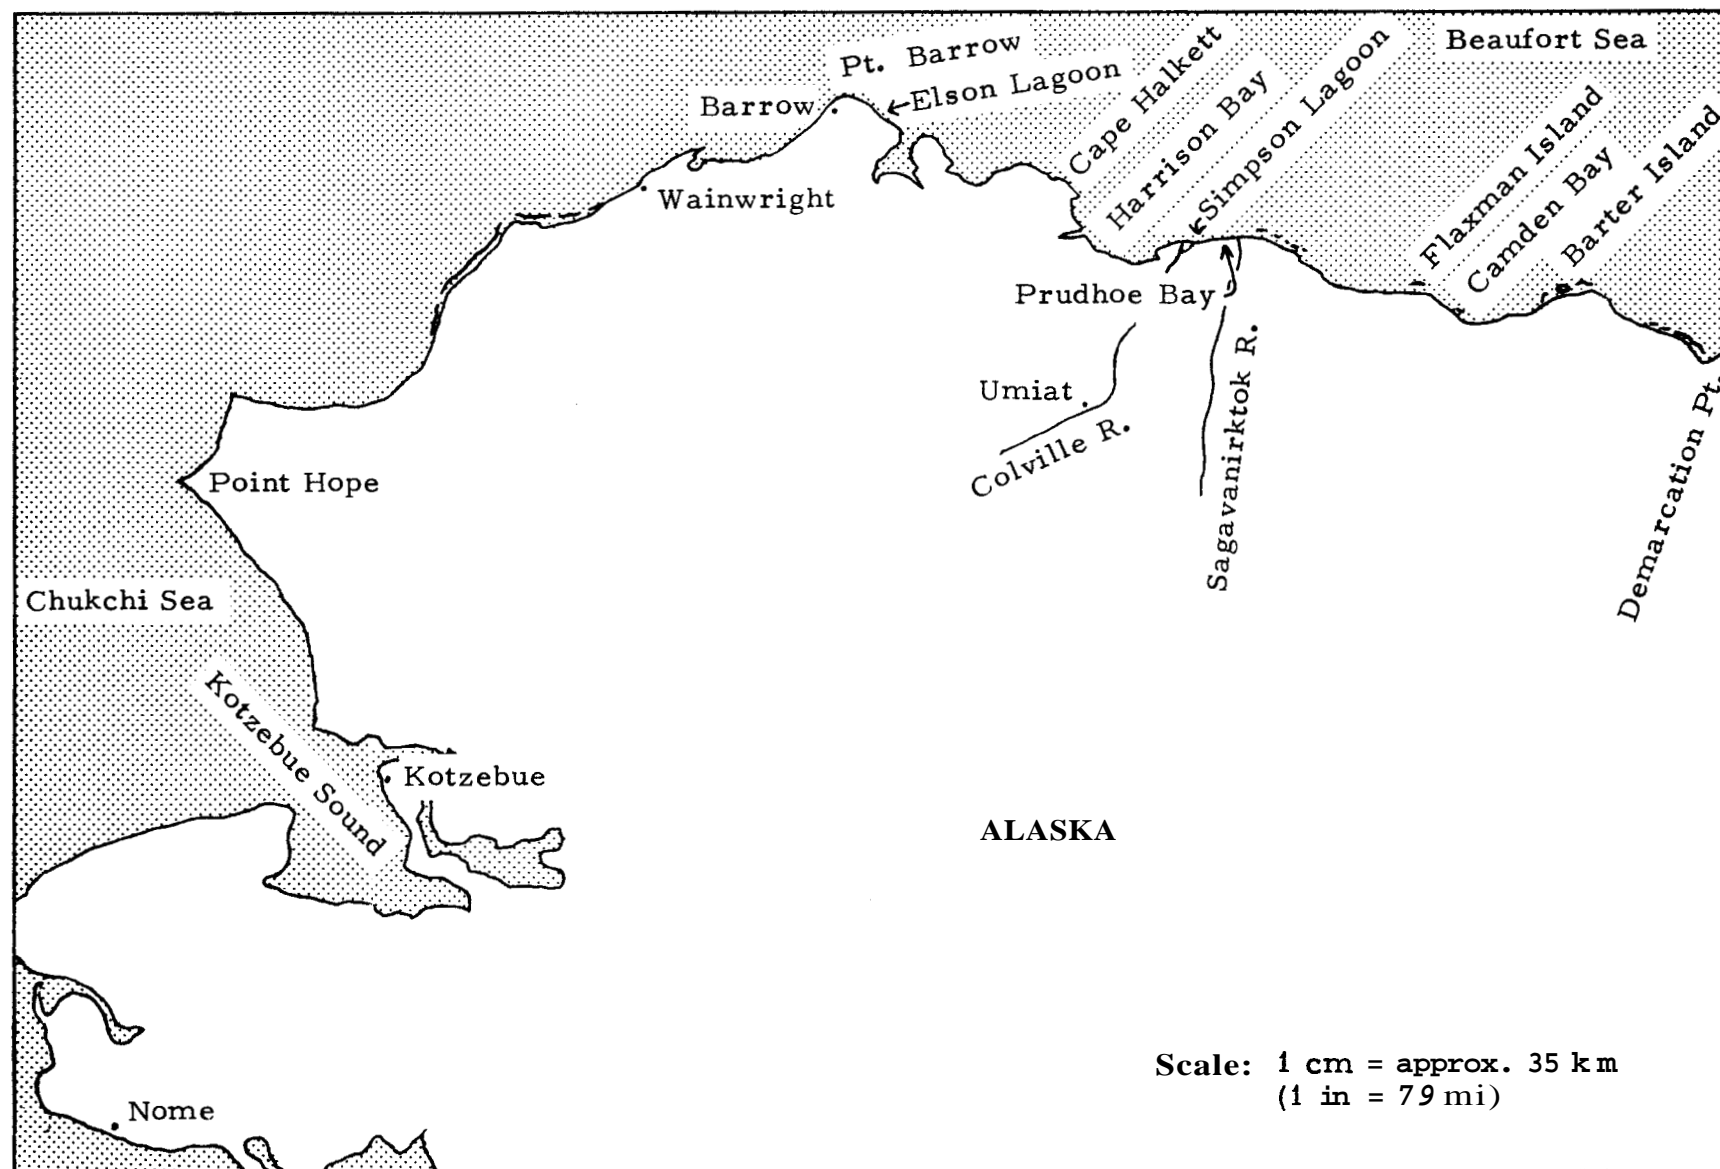 Beaufort Sea
Pt. Barrow
Elson Lagoon
Barrow
Cape Halkett
Harrison Bay
Simpson Lagoon
Flaxman Island
Camden Bay
Barter Island
Wainwright
Prudhoe Bay
Umiat
Colville R.
Sagavanirktok R.
Demarcation Pt.
Point Hope
Chukchi Sea
Kotzebue Sound
Kotzebue
ALASKA
Scale: 1 cm = approx. 35 km
(1 in = 79 mi)
Nome